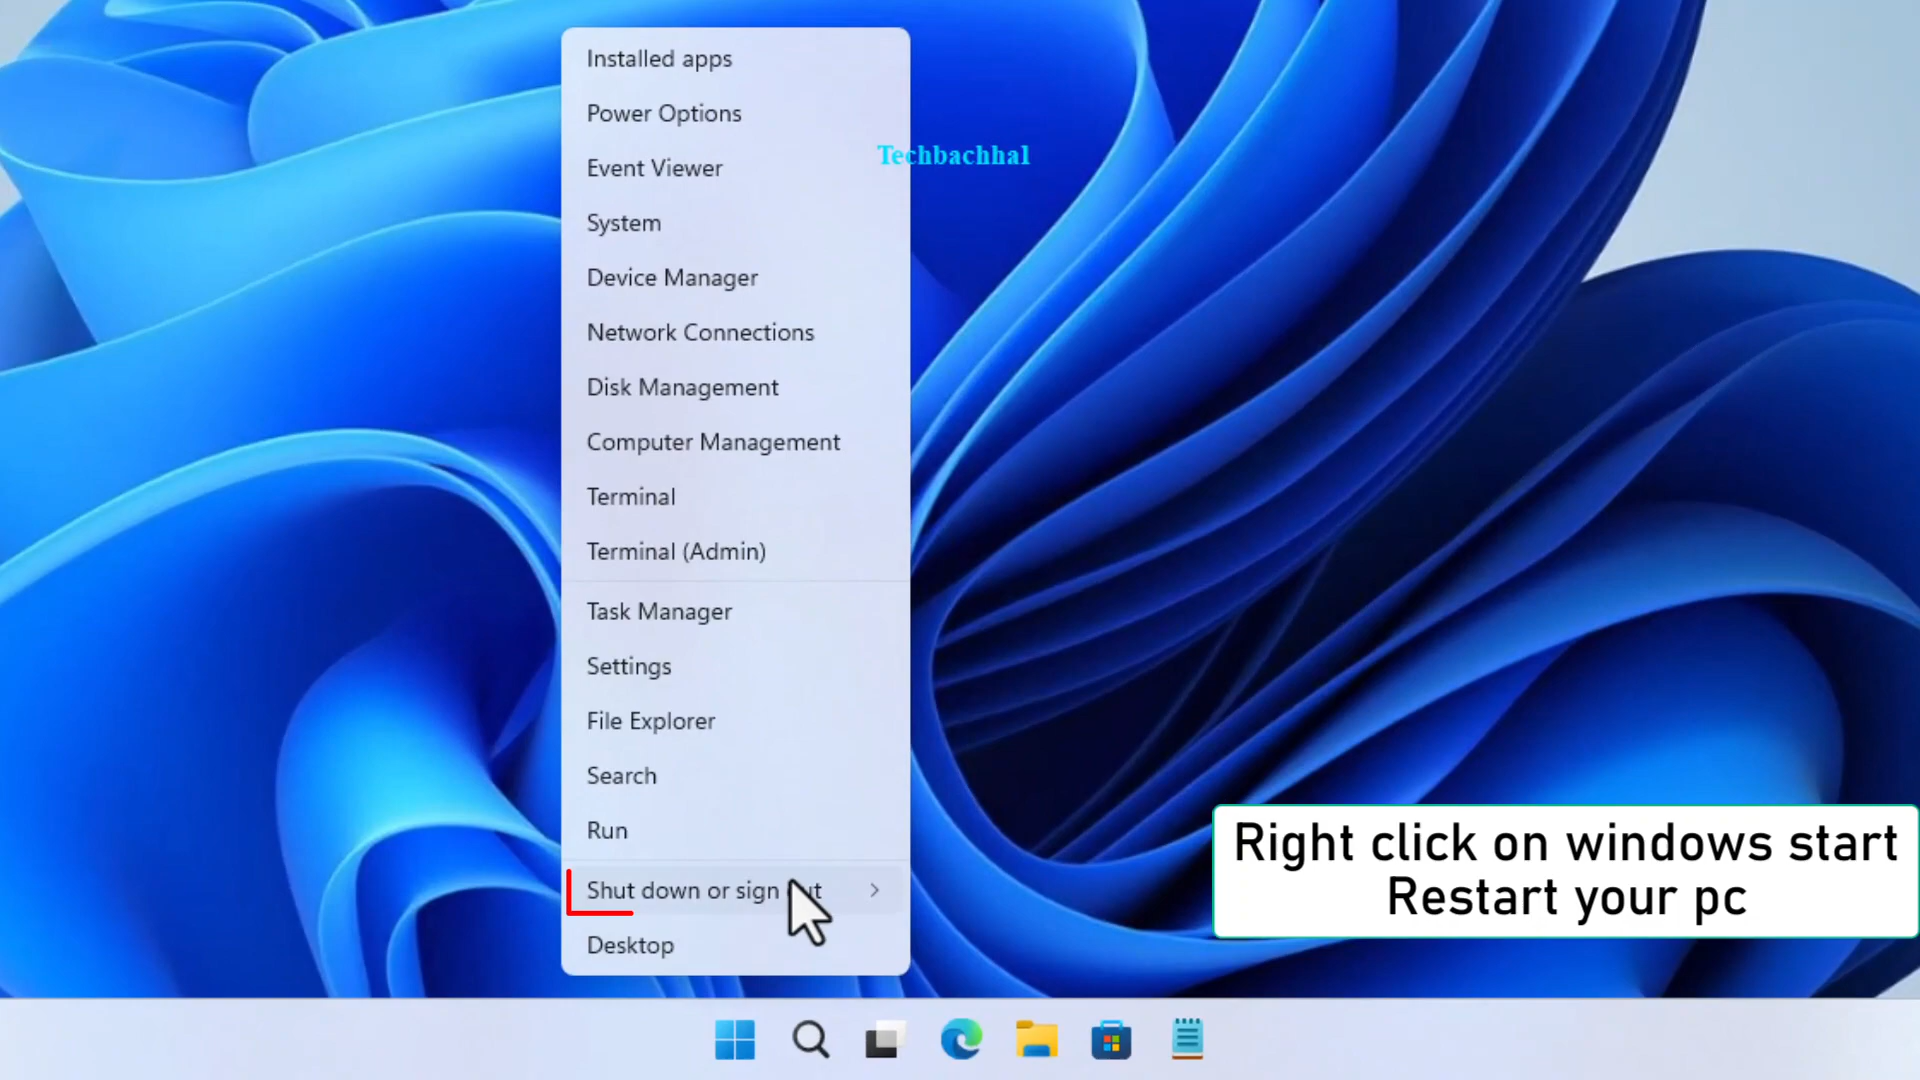 Installed apps
Power Options
Techbachhal
Event Viewer
System
Device Manager
Network Connections
Disk Management
Computer Management
Terminal
Terminal (Admin)
Task Manager
Settings
File Explorer
Search
Run
Shut down or sign out
Desktop
Right click on windows start
Restart your pc